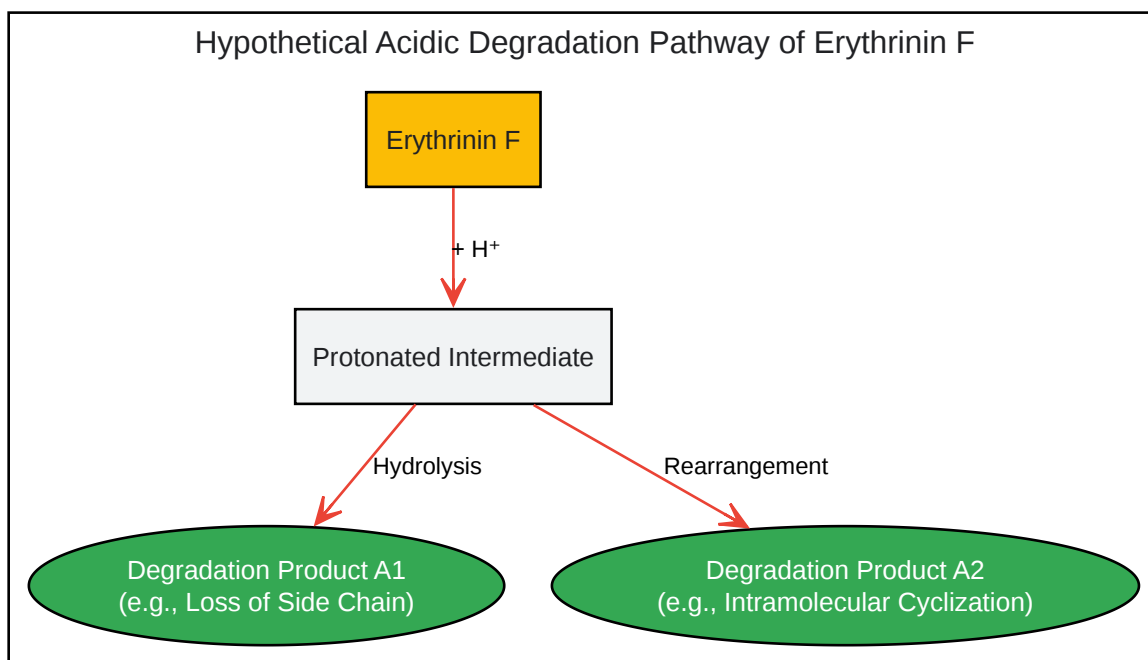 Hypothetical Acidic Degradation Pathway of Erythrinin F
Erythrinin F
+ H⁺
Protonated Intermediate
Hydrolysis
Rearrangement
Degradation Product A1
(e.g., Loss of Side Chain)
Degradation Product A2
(e.g., Intramolecular Cyclization)